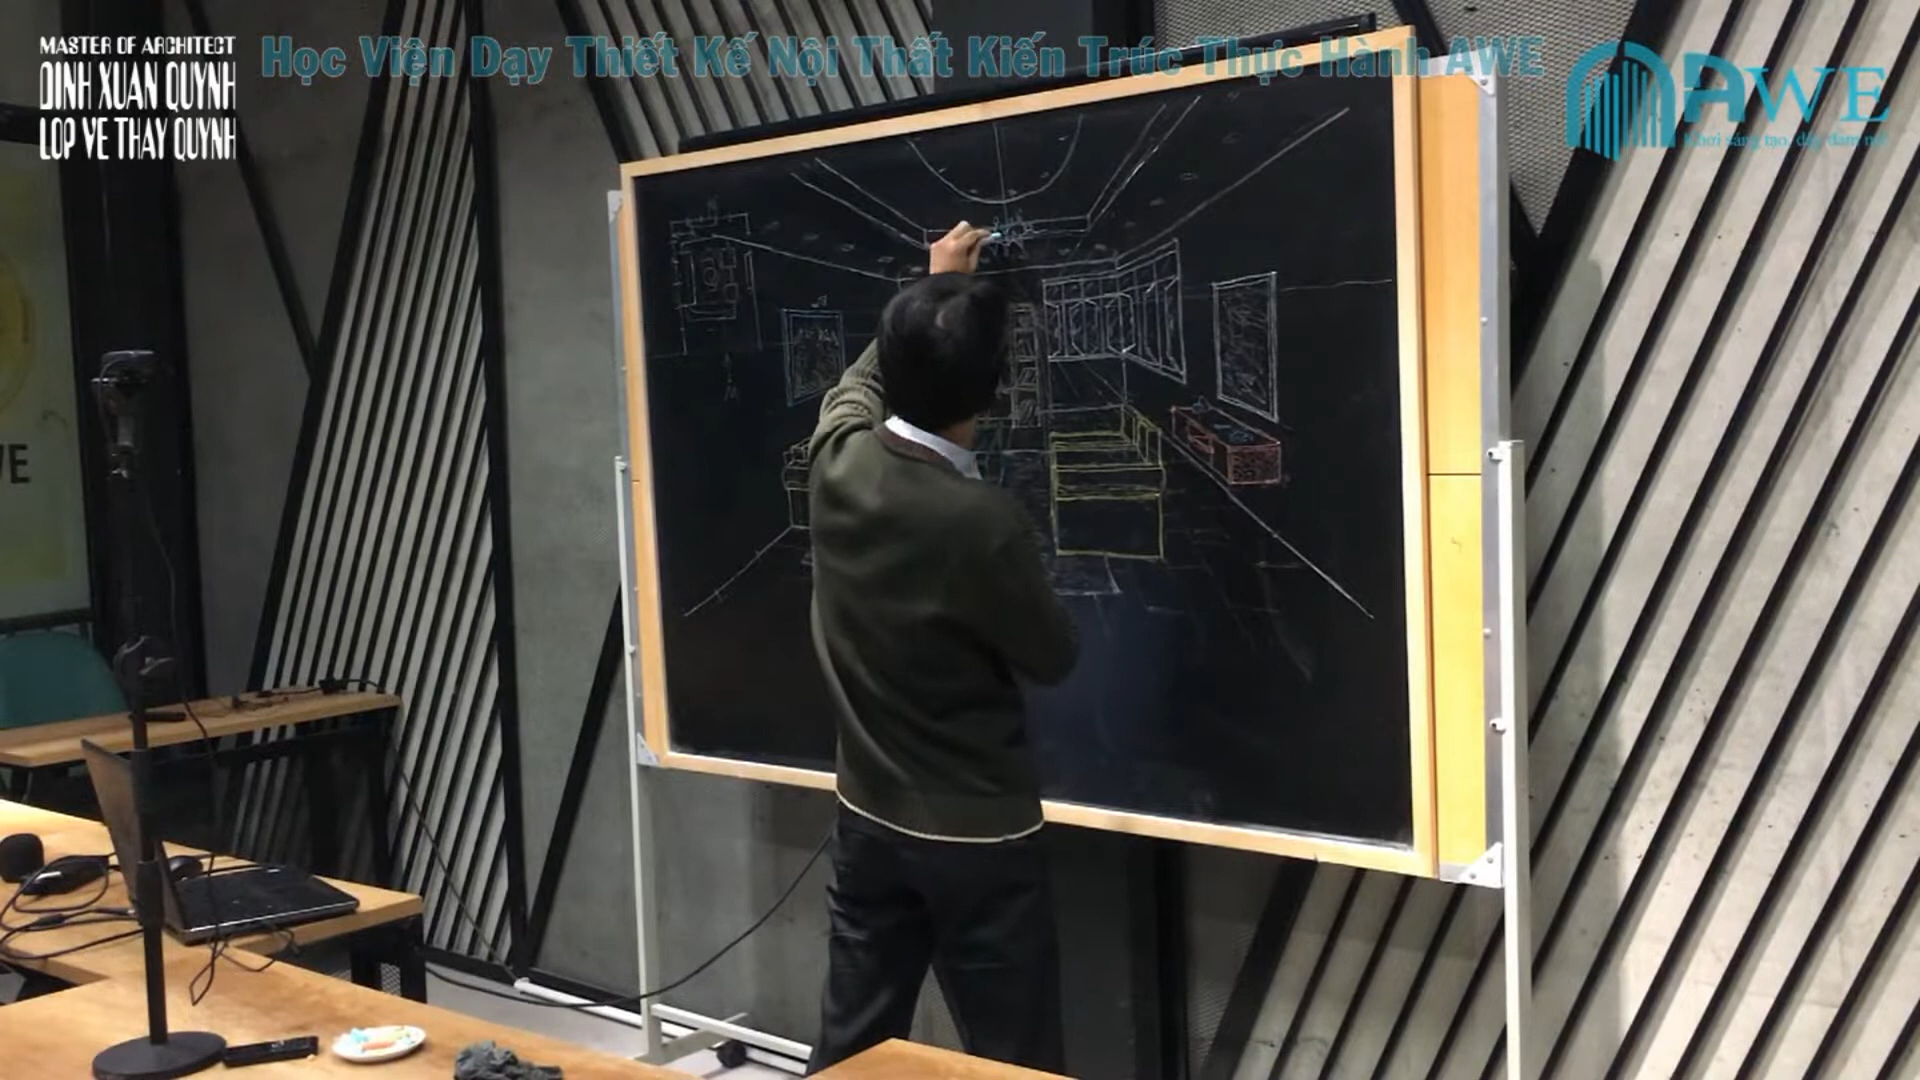 MASTER OF ARCHITECT
DINH XUAN QUYNH
LOP VE THAY QUYNH
Học Viện Dạy Thiết Kế Nội Thất Kiến Trúc Thực Hành AWE
AWE